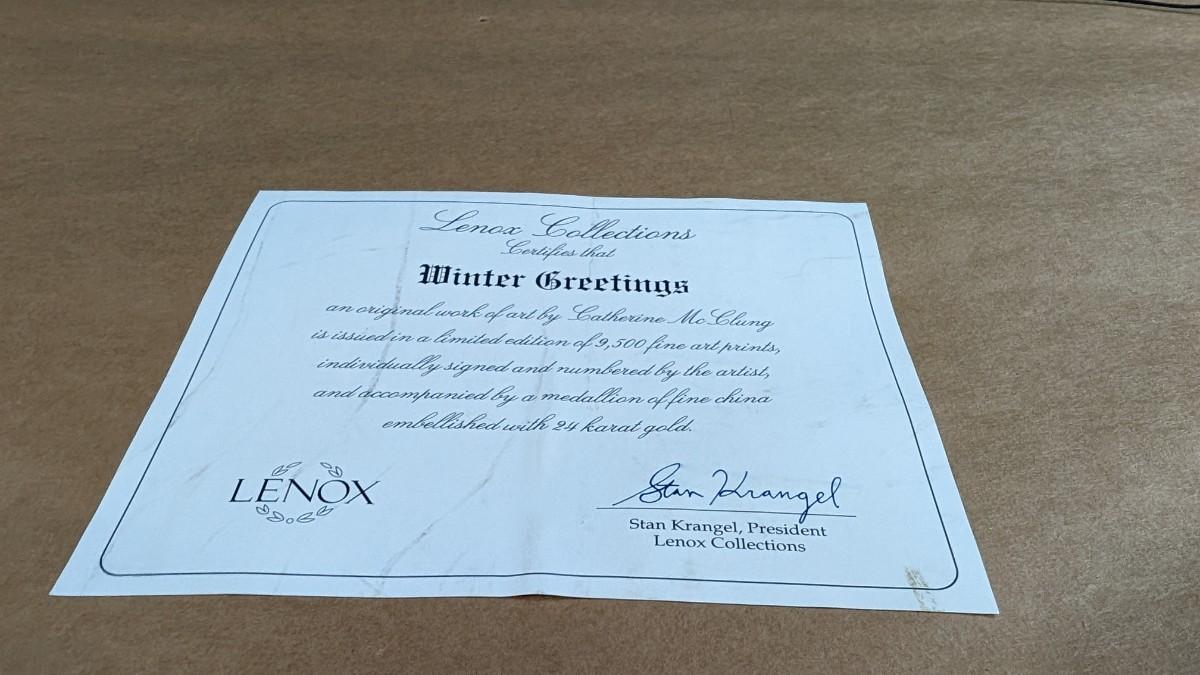 Lenox Collections
Certifies that
Winter Greetings
an original work of art by Catherine McClung
is issued in a limited edition of 9,500 fine art prints,
individually signed and numbered by the artist,
and accompanied by a medallion of fine china
embellished with 24 karat gold.
LENOX
Stan Krangel
Stan Krangel, President
Lenox Collections